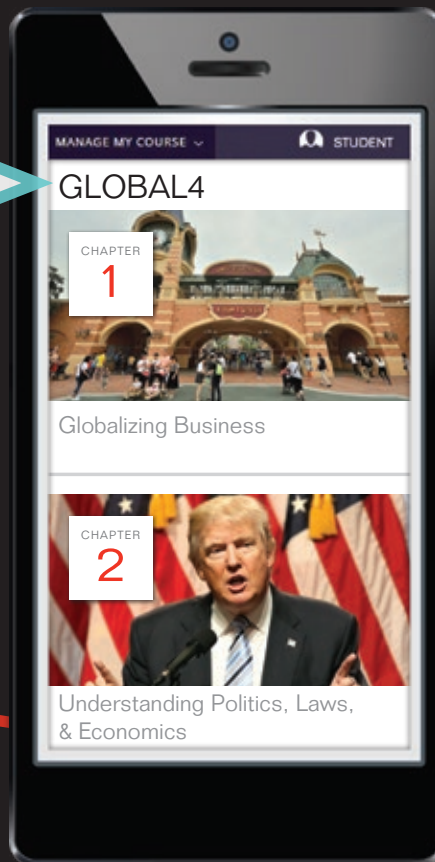 MANAGE MY COURSE
STUDENT
GLOBAL4
CHAPTER
1
Globalizing Business
CHAPTER
2
Understanding Politics, Laws,
& Economics